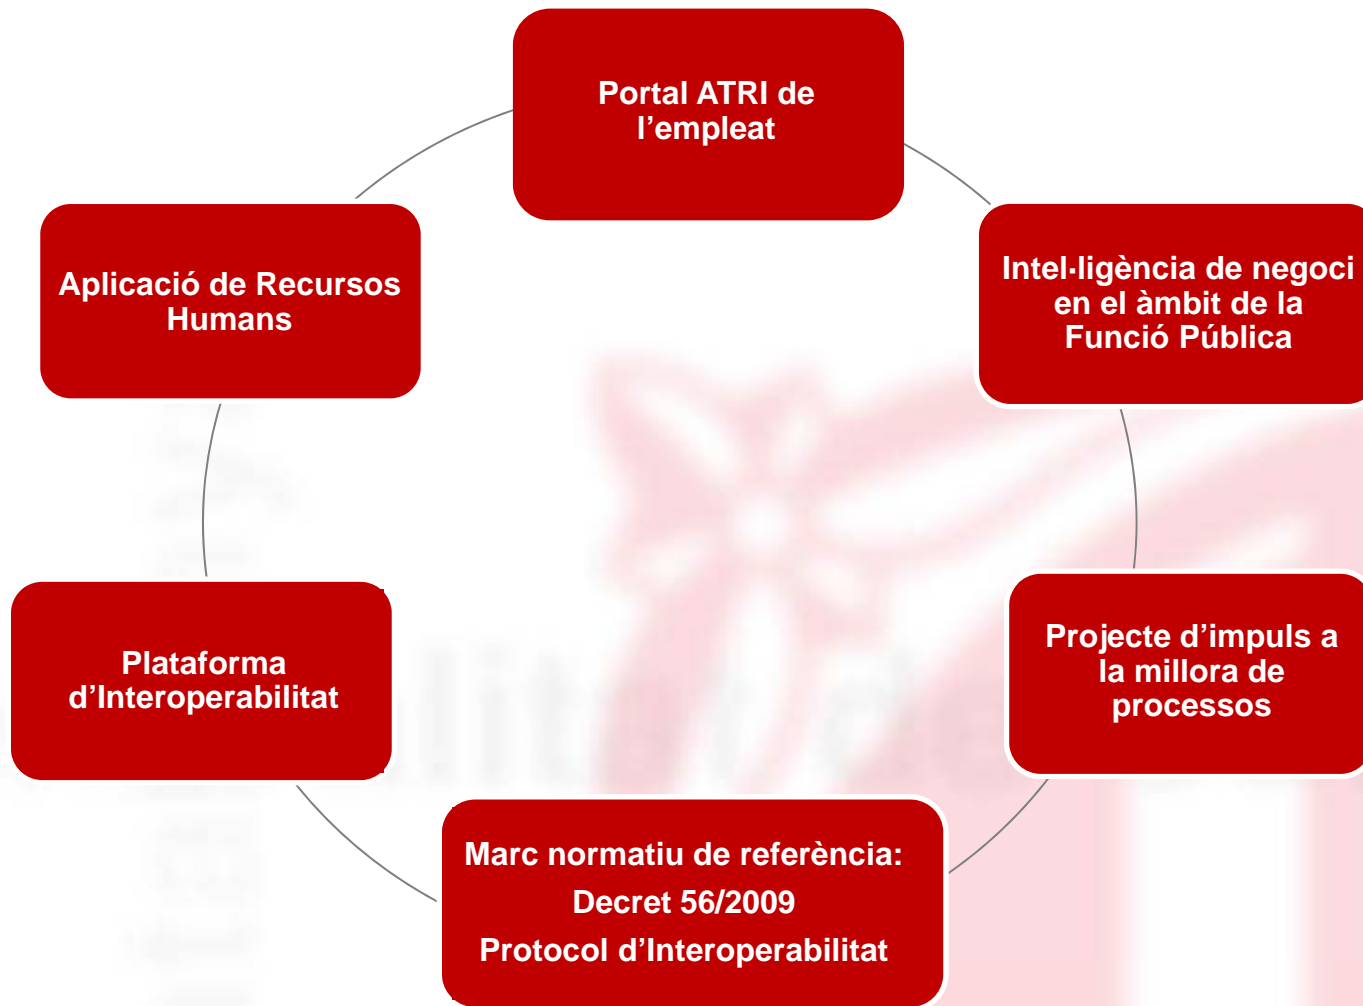 Portal ATRI de
l’empleat
Aplicació de Recursos
Humans
Intel·ligència de negoci
en el àmbit de la
Funció Pública
Plataforma
d’Interoperabilitat
Projecte d’impuls a
la millora de
processos
Marc normatiu de referència:
Decret 56/2009
Protocol d’Interoperabilitat